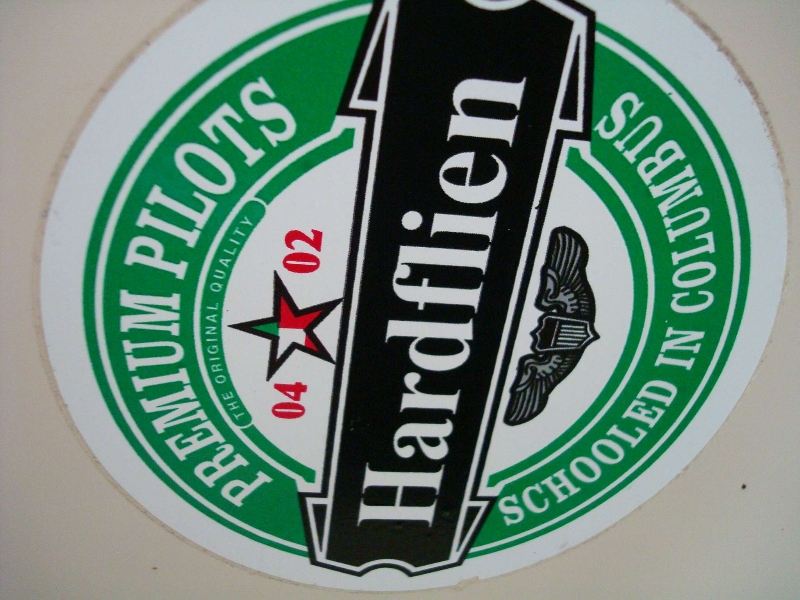 PREMIUM PILOTS
(THE ORIGINAL QUALITY)
04 02
Hardflien
SCHOOLED IN COLUMBUS